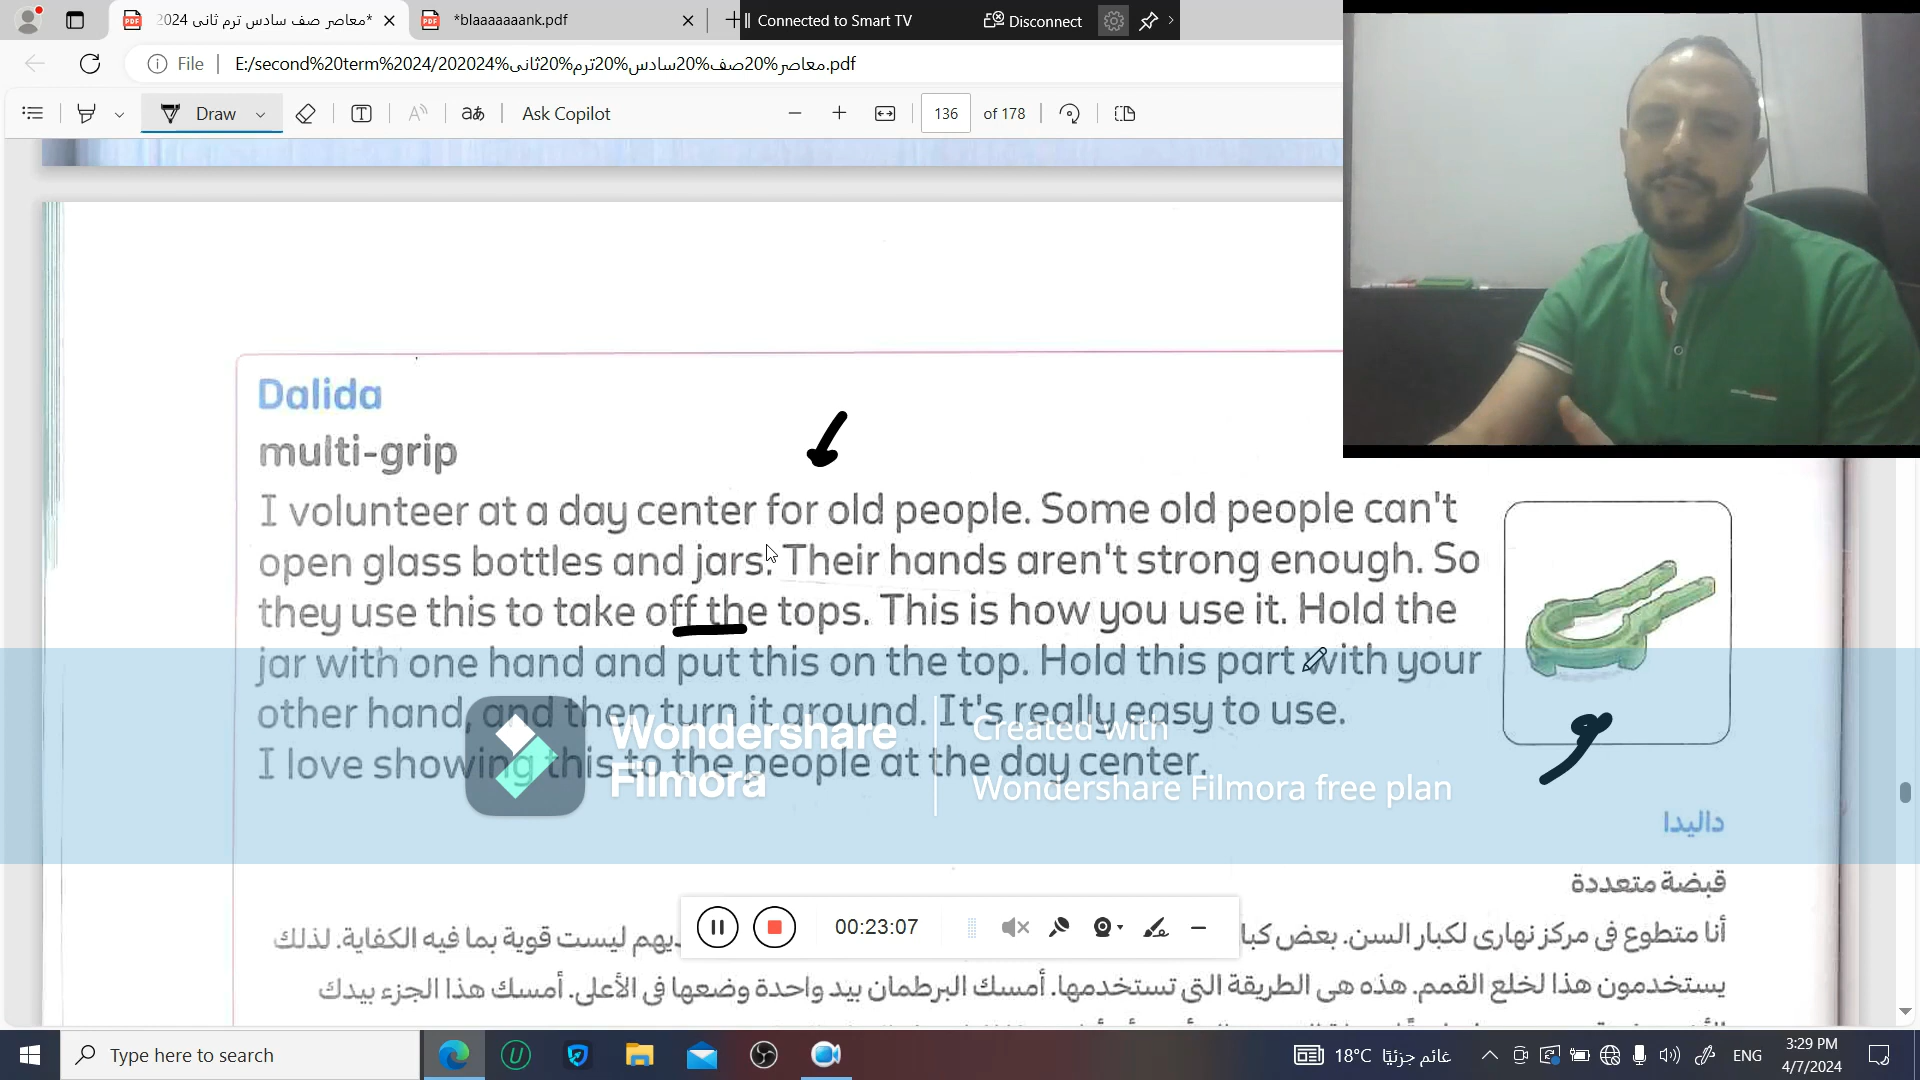 معاصر صف سادس ترم ثانى 2024*
*blaaaaaaank.pdf
Connected to Smart TV
Disconnect
File
E:/second%20term%2024/202024%معاصر%20صف%20سادس%20ترم%20ثانى.pdf
Draw
Ask Copilot
136 of 178
Dalida
multi-grip
I volunteer at a day center for old people. Some old people can't
open glass bottles and jars. Their hands aren't strong enough. So
they use this to take off the tops. This is how you use it. Hold the
jar with one hand and put this on the top. Hold this part with your
other hand, and then turn it around. It's really easy to use.
I love showing this to the people at the day center.
Wondershare
Filmora
Created with
Wondershare Filmora free plan
داليدا
قبضة متعددة
أنا متطوع فى مركز نهارى لكبار السن. بعض
ليست قوية بما فيه الكفاية. لذلك
يستخدمون هذا لخلع القمم. هذه هى الطريقة التى تستخدمها. أمسك البرطمان بيد واحدة وضعها فى الأعلى. أمسك هذا الجزء بيدك
00:23:07
Type here to search
18°C غائم جزئيًا
ENG
3:29 PM
4/7/2024